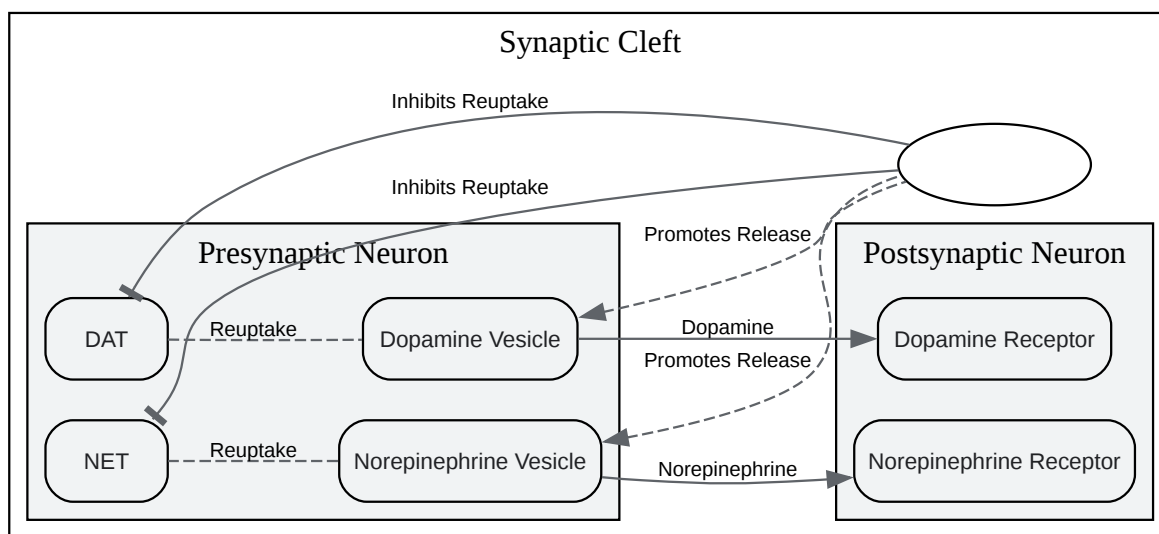 Synaptic Cleft
Inhibits Reuptake
Inhibits Reuptake
Promotes Release
Presynaptic Neuron
Postsynaptic Neuron
DAT
Reuptake
Dopamine Vesicle
Dopamine
Dopamine Receptor
Promotes Release
NET
Reuptake
Norepinephrine Vesicle
Norepinephrine
Norepinephrine Receptor